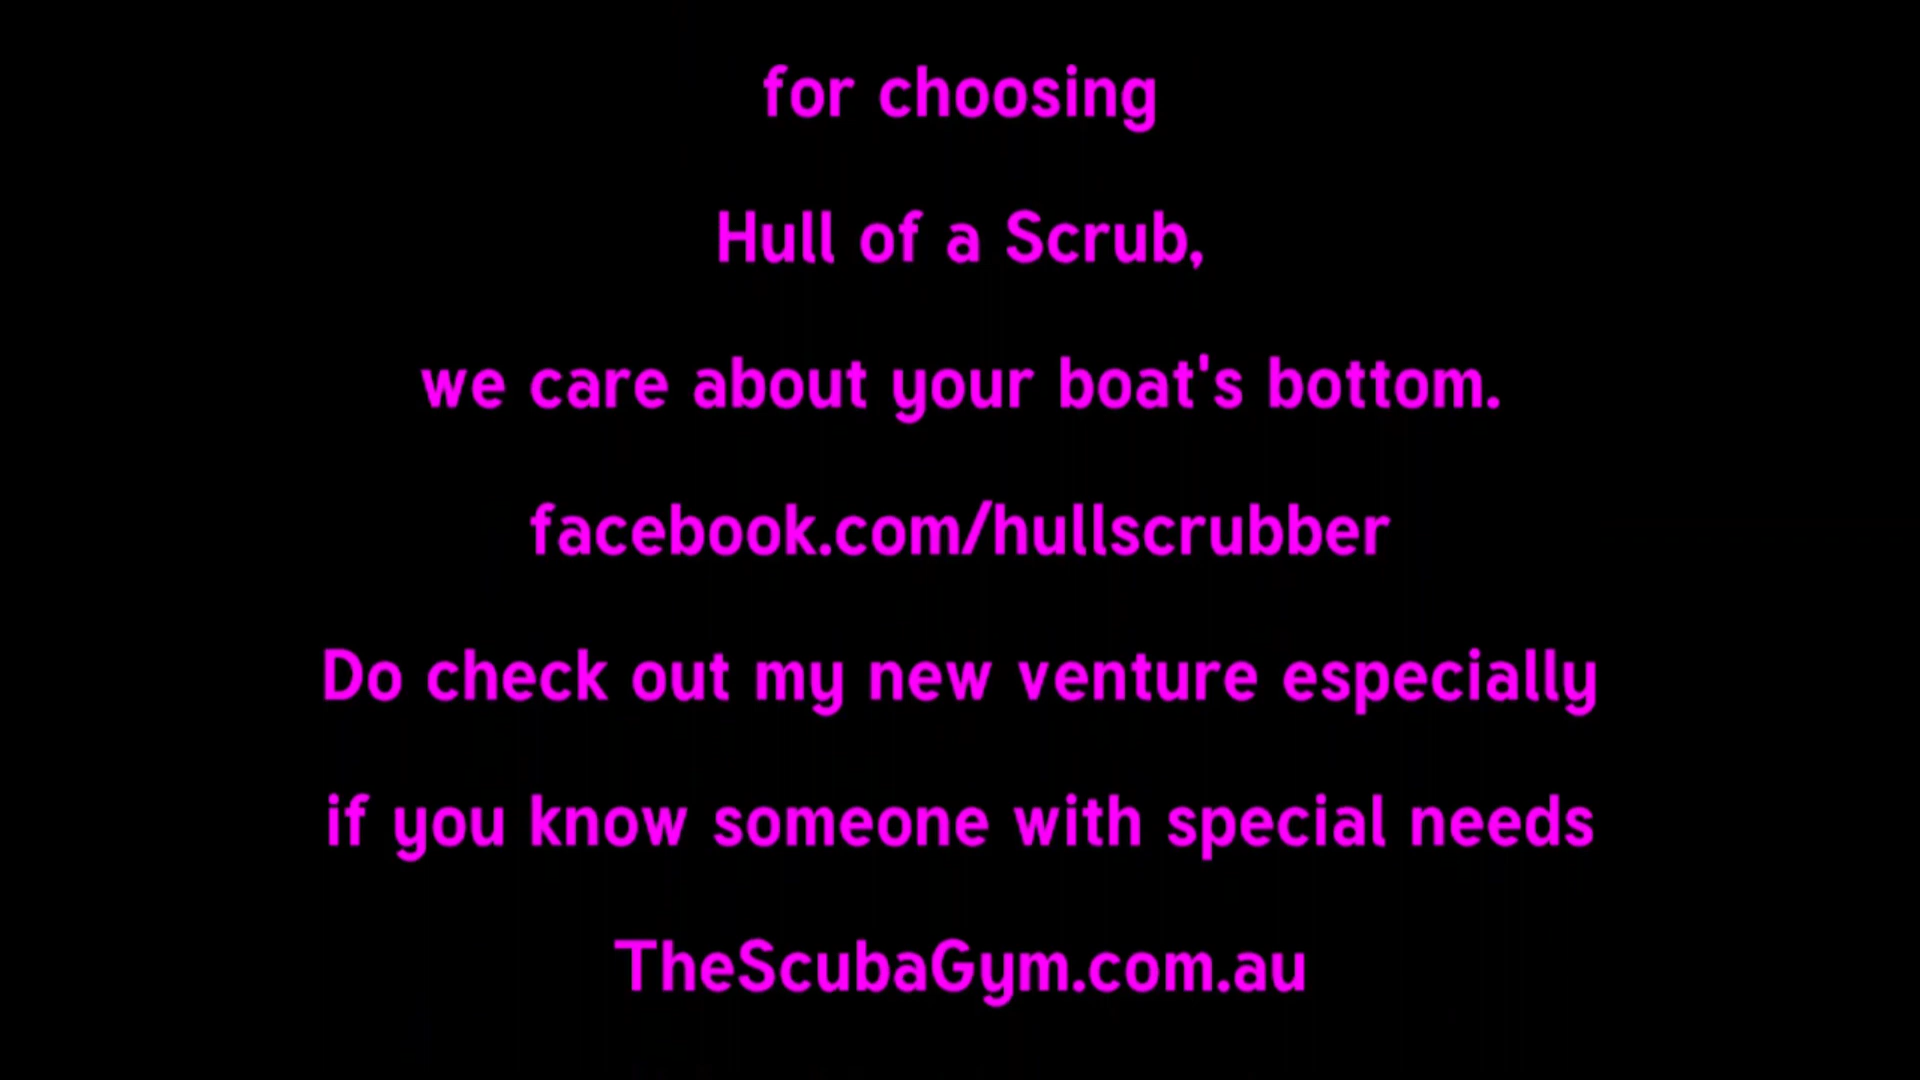 for choosing
Hull of a Scrub,
we care about your boat's bottom.
facebook.com/hullscrubber
Do check out my new venture especially
if you know someone with special needs
TheScubaGym.com.au